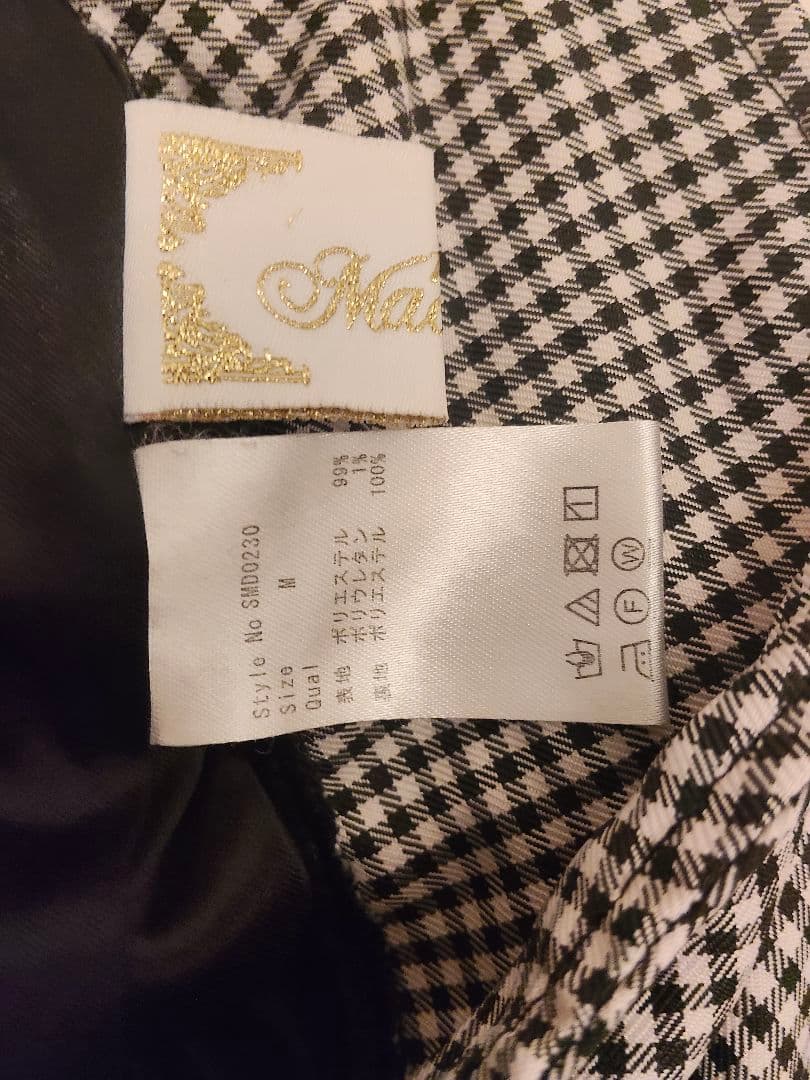 Mad
Style No SMD0230
Size M
Qual
表地 ポリエステル 99%
ポリウレタン 1%
裏地 ポリエステル 100%
F W